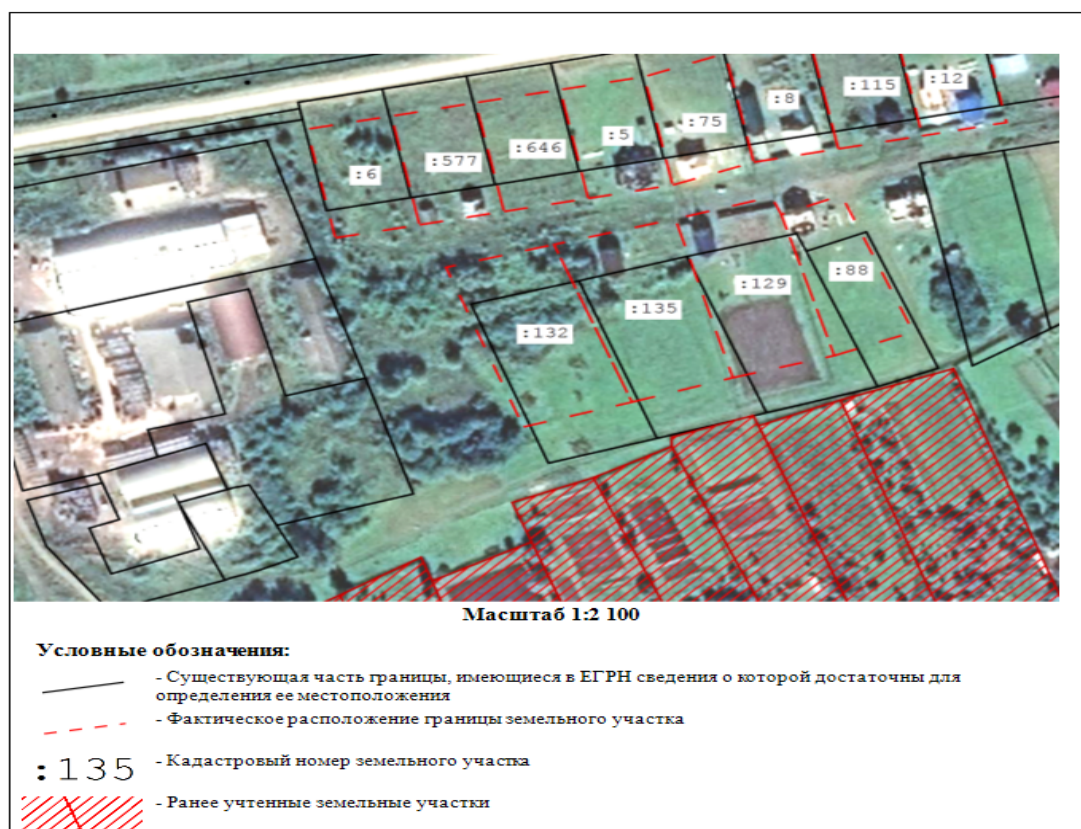 :12
:115
:8
:75
:5
:646
:577
:6
:88
:129
:135
:132
Масштаб 1:2 100
Условные обозначения:
- Существующая часть границы, имеющиеся в ЕГРН сведения о которой достаточны для
определения ее местоположения
- Фактическое расположение границы земельного участка
:135 - Кадастровый номер земельного участка
- Ранее учтенные земельные участки